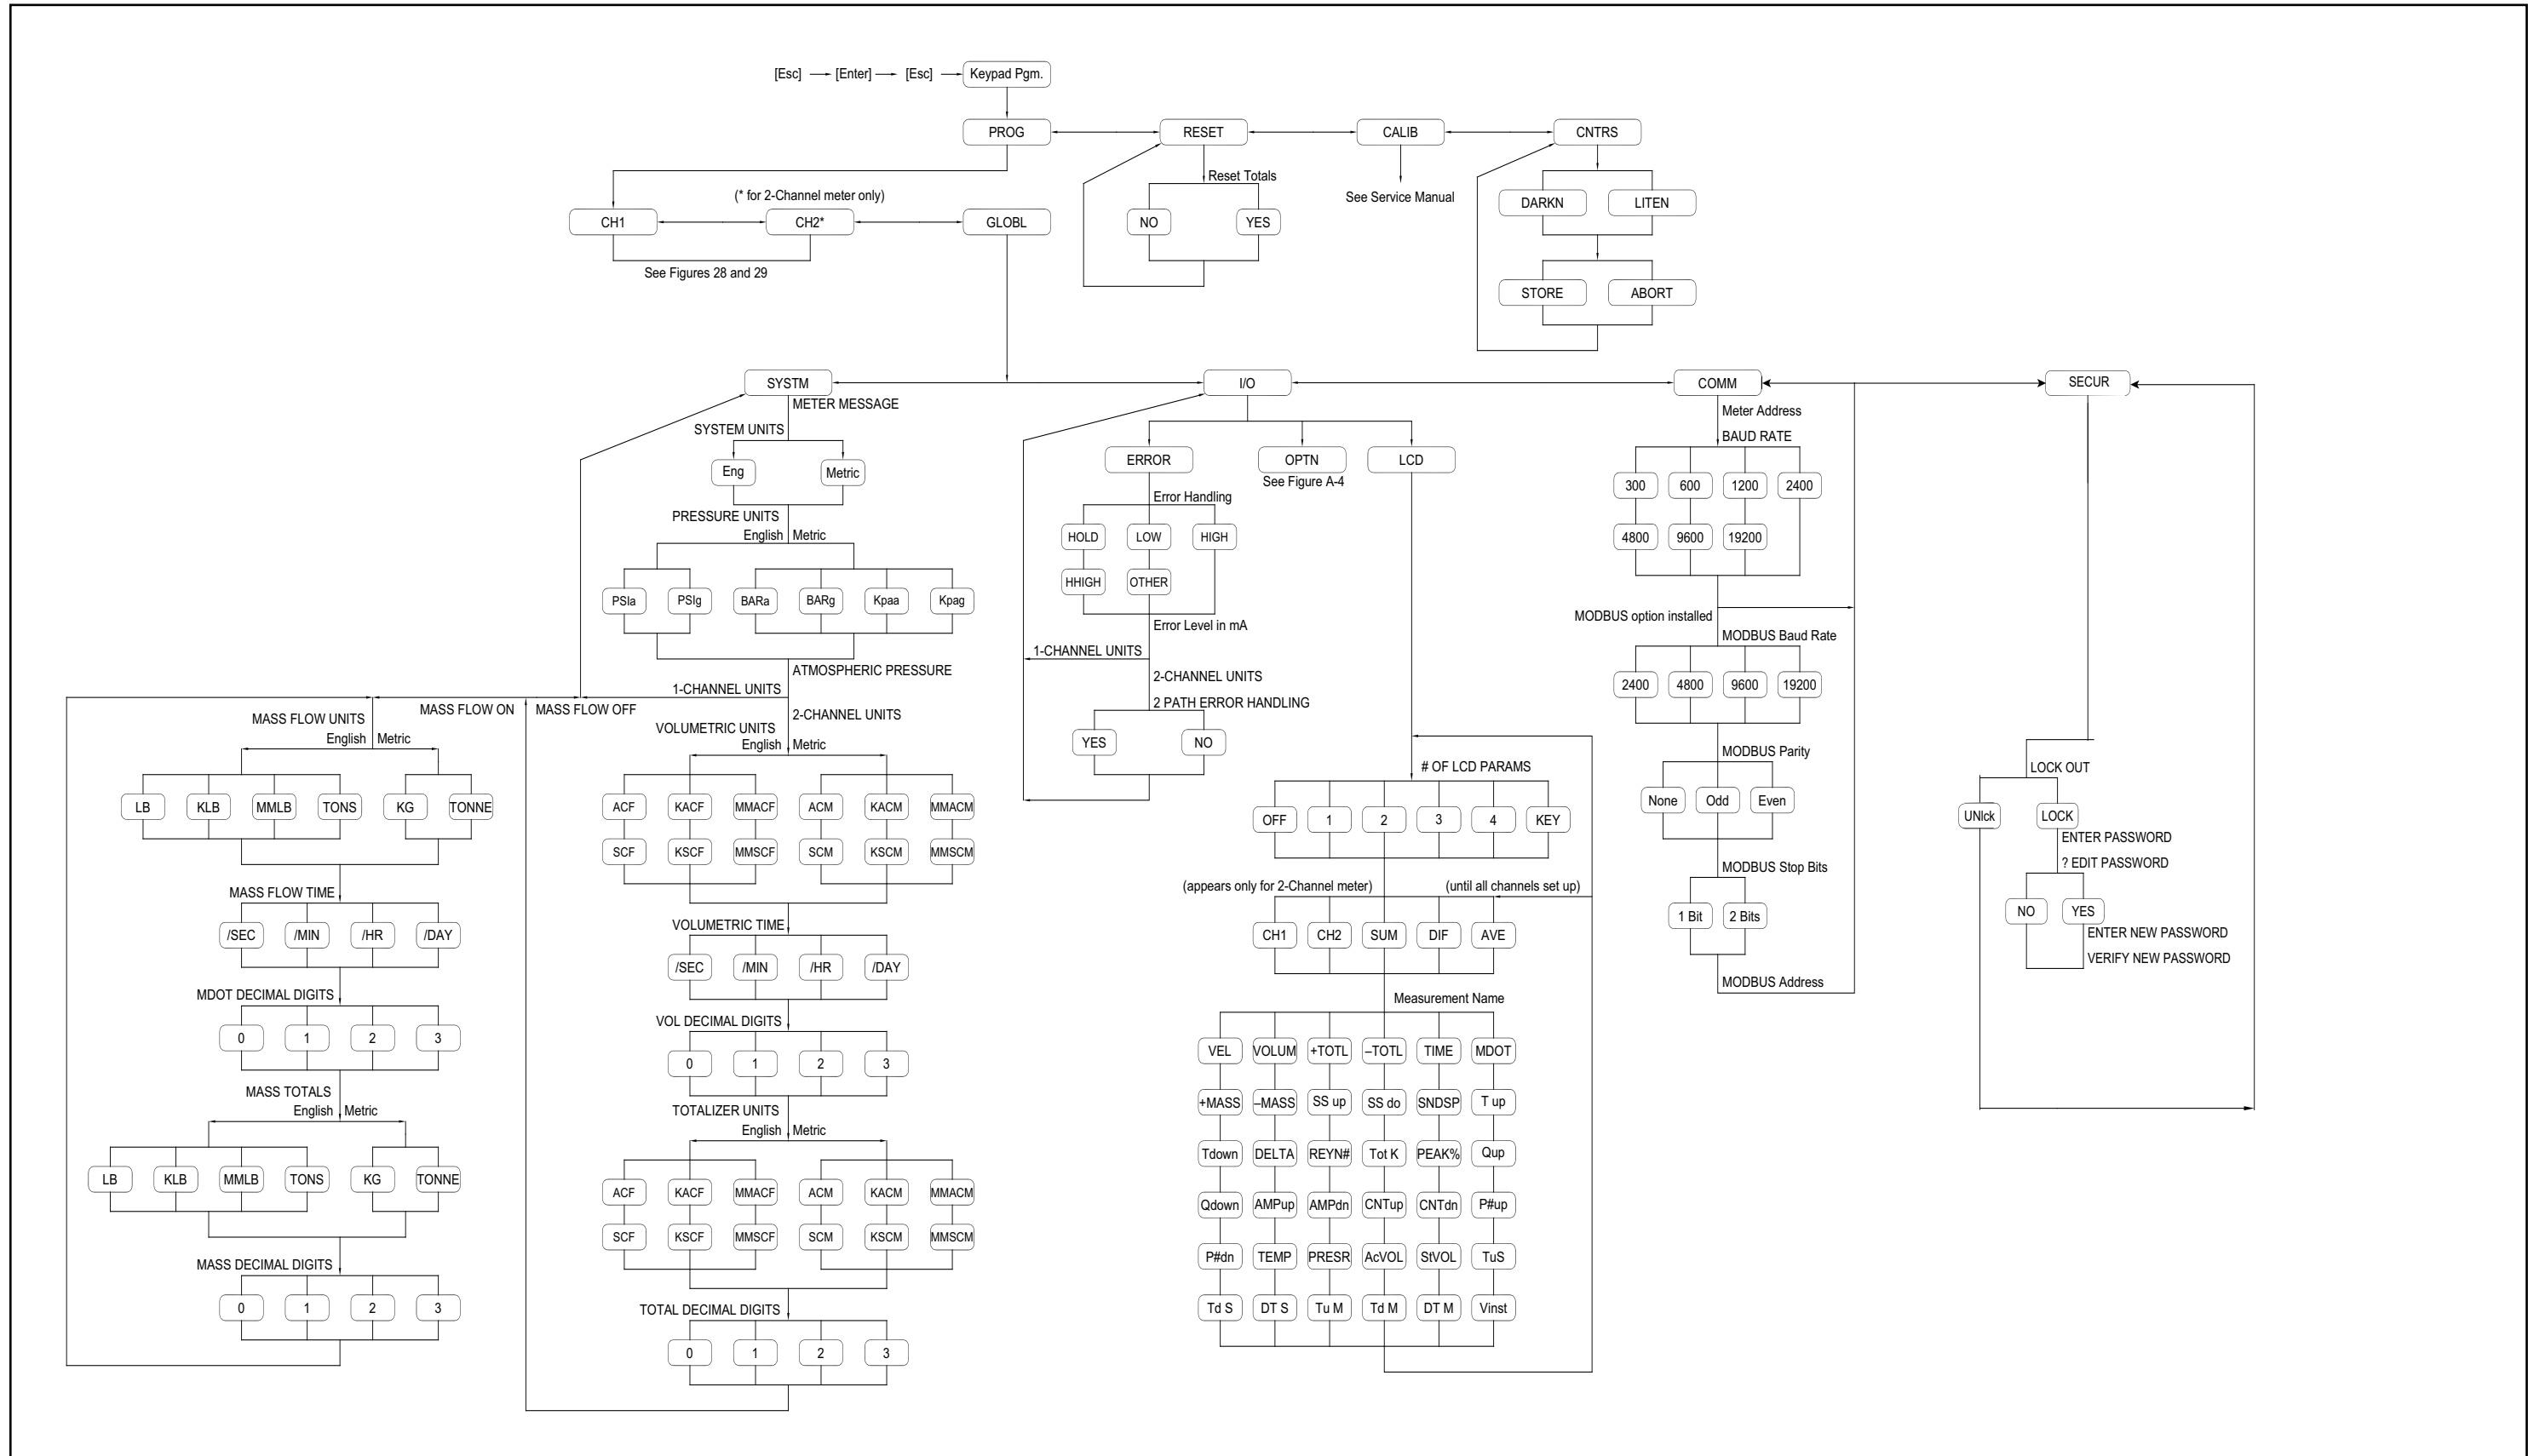 [Esc] [Enter] [Esc] Keypad Pgm.
PROG RESET CALIB CNTRS
Reset Totals
See Service Manual
(* for 2-Channel meter only)
DARKN LITEN
CH1 CH2* GLOBL
NO YES
See Figures 28 and 29
STORE ABORT
SYSTM I/O COMM SECUR
METER MESSAGE
SYSTEM UNITS
Eng Metric
PRESSURE UNITS
English Metric
PSIa PSIg BARa BARg Kpaa Kpag
ATMOSPHERIC PRESSURE
1-CHANNEL UNITS
MASS FLOW ON MASS FLOW OFF
2-CHANNEL UNITS
MASS FLOW UNITS
English Metric
LB KLB MMLB TONS KG TONNE
MASS FLOW TIME
/SEC /MIN /HR /DAY
MDOT DECIMAL DIGITS
0 1 2 3
MASS TOTALS
English Metric
LB KLB MMLB TONS KG TONNE
MASS DECIMAL DIGITS
0 1 2 3
VOLUMETRIC UNITS
English Metric
ACF KACF MMACF ACM KACM MMACM
SCF KSCF MMSCF SCM KSCM MMSCM
VOLUMETRIC TIME
/SEC /MIN /HR /DAY
VOL DECIMAL DIGITS
0 1 2 3
TOTALIZER UNITS
English Metric
ACF KACF MMACF ACM KACM MMACM
SCF KSCF MMSCF SCM KSCM MMSCM
TOTAL DECIMAL DIGITS
0 1 2 3
ERROR OPTN LCD
See Figure A-4
Error Handling
HOLD LOW HIGH
HHIGH OTHER
Error Level in mA
1-CHANNEL UNITS
2-CHANNEL UNITS
2 PATH ERROR HANDLING
YES NO
# OF LCD PARAMS
OFF 1 2 3 4 KEY
(appears only for 2-Channel meter) (until all channels set up)
CH1 CH2 SUM DIF AVE
Measurement Name
VEL VOLUM +TOTL –TOTL TIME MDOT
+MASS –MASS SS up SS do SNDSP T up
Tdown DELTA REYN# Tot K PEAK% Qup
Qdown AMPup AMPdn CNTup CNTdn P#up
P#dn TEMP PRESR AcVOL StVOL TuS
Td S DT S Tu M Td M DT M Vinst
Meter Address
BAUD RATE
300 600 1200 2400
4800 9600 19200
MODBUS option installed
MODBUS Baud Rate
2400 4800 9600 19200
MODBUS Parity
None Odd Even
MODBUS Stop Bits
1 Bit 2 Bits
MODBUS Address
LOCK OUT
UNlck LOCK
ENTER PASSWORD
? EDIT PASSWORD
NO YES
ENTER NEW PASSWORD
VERIFY NEW PASSWORD